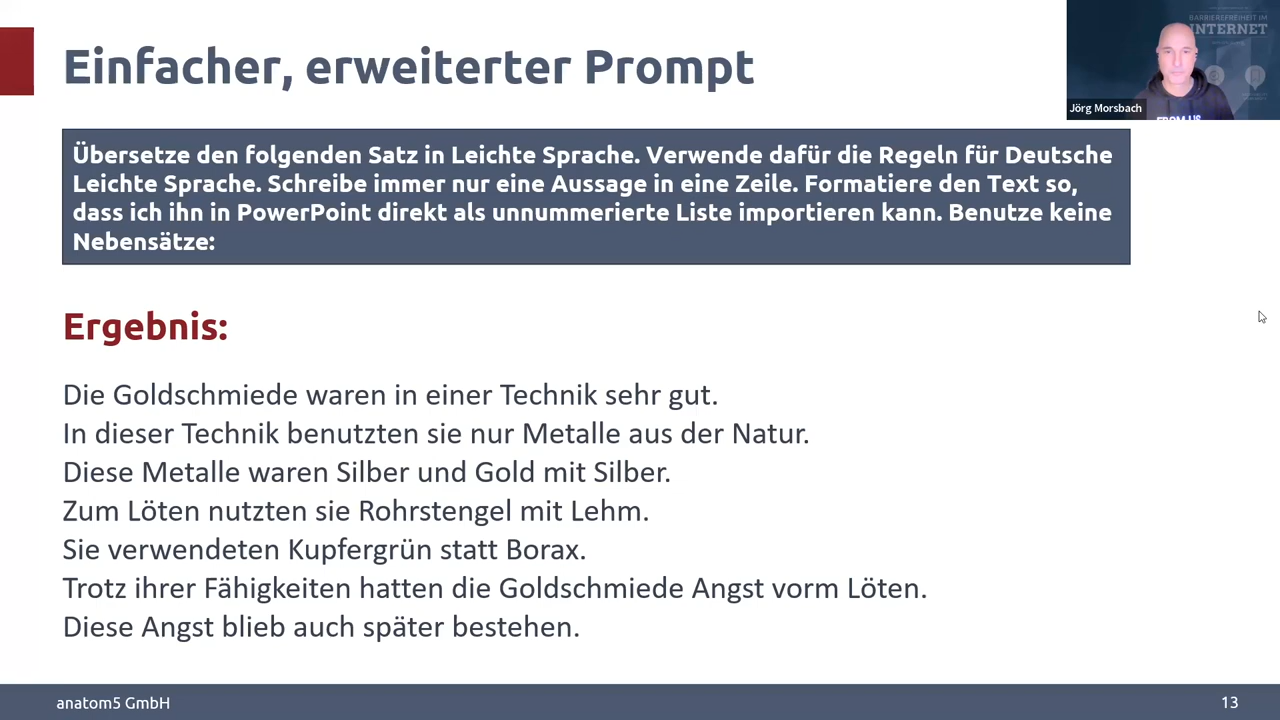 Einfacher, erweiterter Prompt
BARRIEREFREIHEIT IM
INTERNET
Jörg Morsbach
Übersetze den folgenden Satz in Leichte Sprache. Verwende dafür die Regeln für Deutsche
Leichte Sprache. Schreibe immer nur eine Aussage in eine Zeile. Formatiere den Text so,
dass ich ihn in PowerPoint direkt als unnummerierte Liste importieren kann. Benutze keine
Nebensätze:
Ergebnis:
Die Goldschmiede waren in einer Technik sehr gut.
In dieser Technik benutzten sie nur Metalle aus der Natur.
Diese Metalle waren Silber und Gold mit Silber.
Zum Löten nutzten sie Rohrstengel mit Lehm.
Sie verwendeten Kupfergrün statt Borax.
Trotz ihrer Fähigkeiten hatten die Goldschmiede Angst vorm Löten.
Diese Angst blieb auch später bestehen.
anatom5 GmbH
13